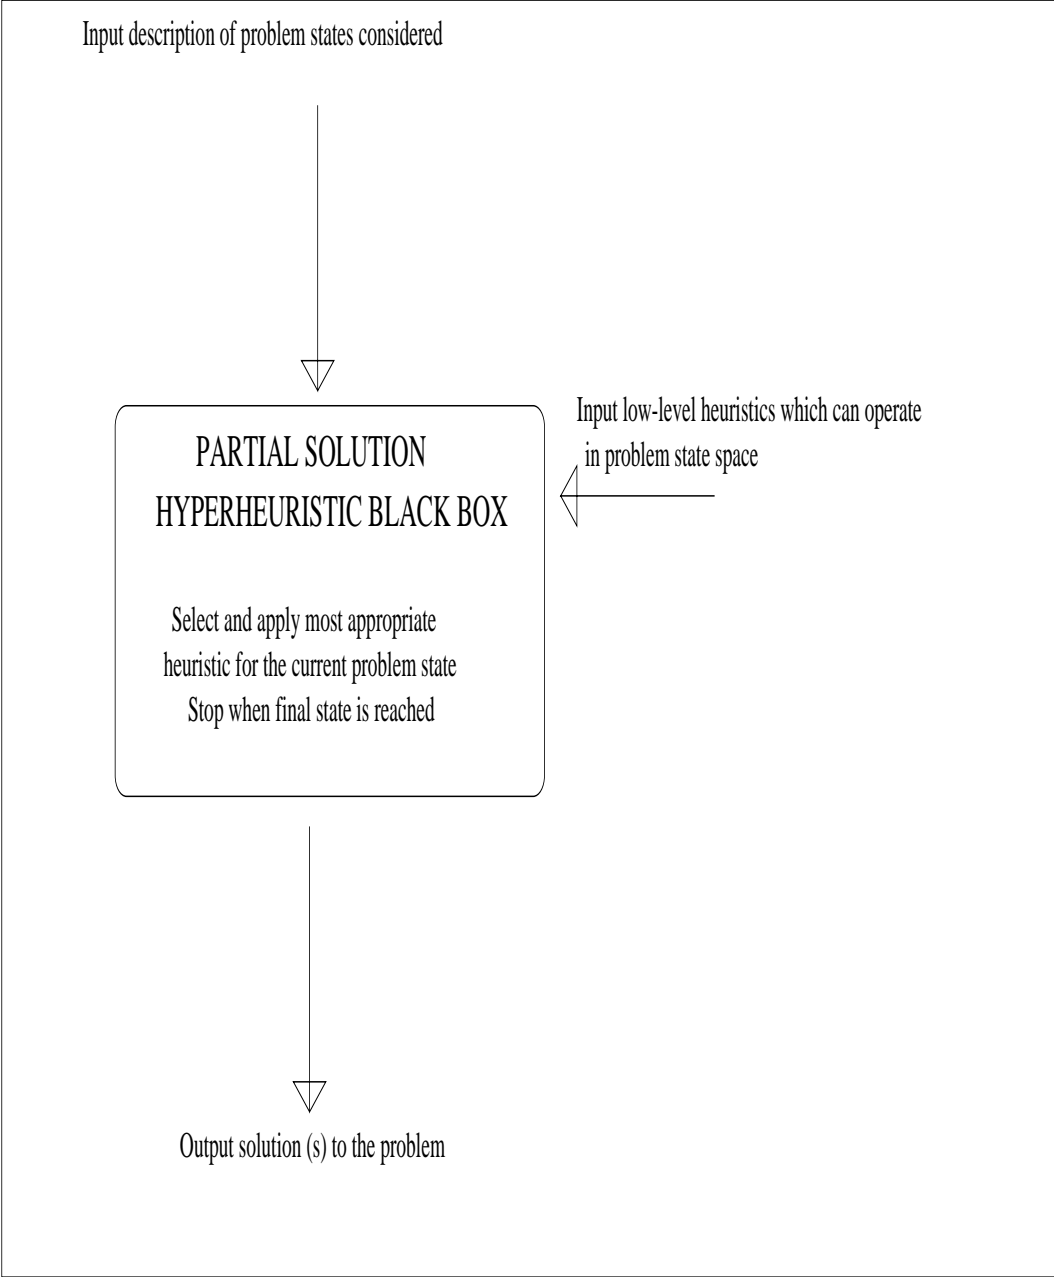 Input description of problem states considered
Input low-level heuristics which can operate
in problem state space
PARTIAL SOLUTION
HYPERHEURISTIC BLACK BOX
Select and apply most appropriate
heuristic for the current problem state
Stop when final state is reached
Output solution (s) to the problem